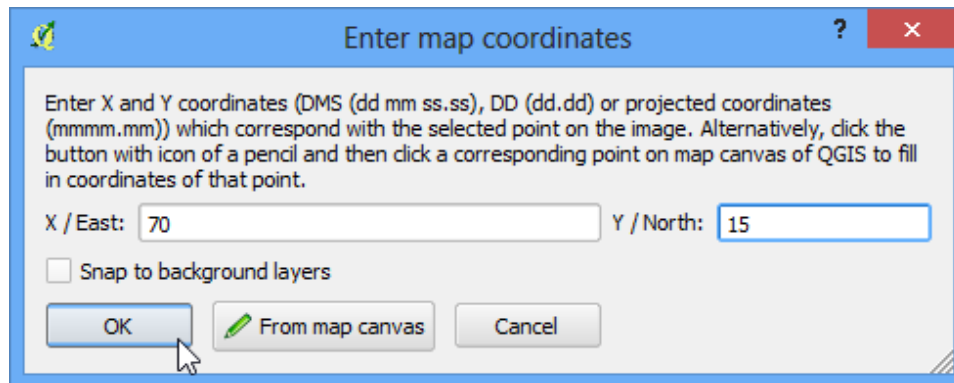 Enter map coordinates ? ×
Enter X and Y coordinates (DMS (dd mm ss.ss), DD (dd.dd) or projected coordinates
(mmmm.mm)) which correspond with the selected point on the image. Alternatively, click the
button with icon of a pencil and then click a corresponding point on map canvas of QGIS to fill
in coordinates of that point.
X / East: 70 Y / North: 15
Snap to background layers
OK From map canvas Cancel